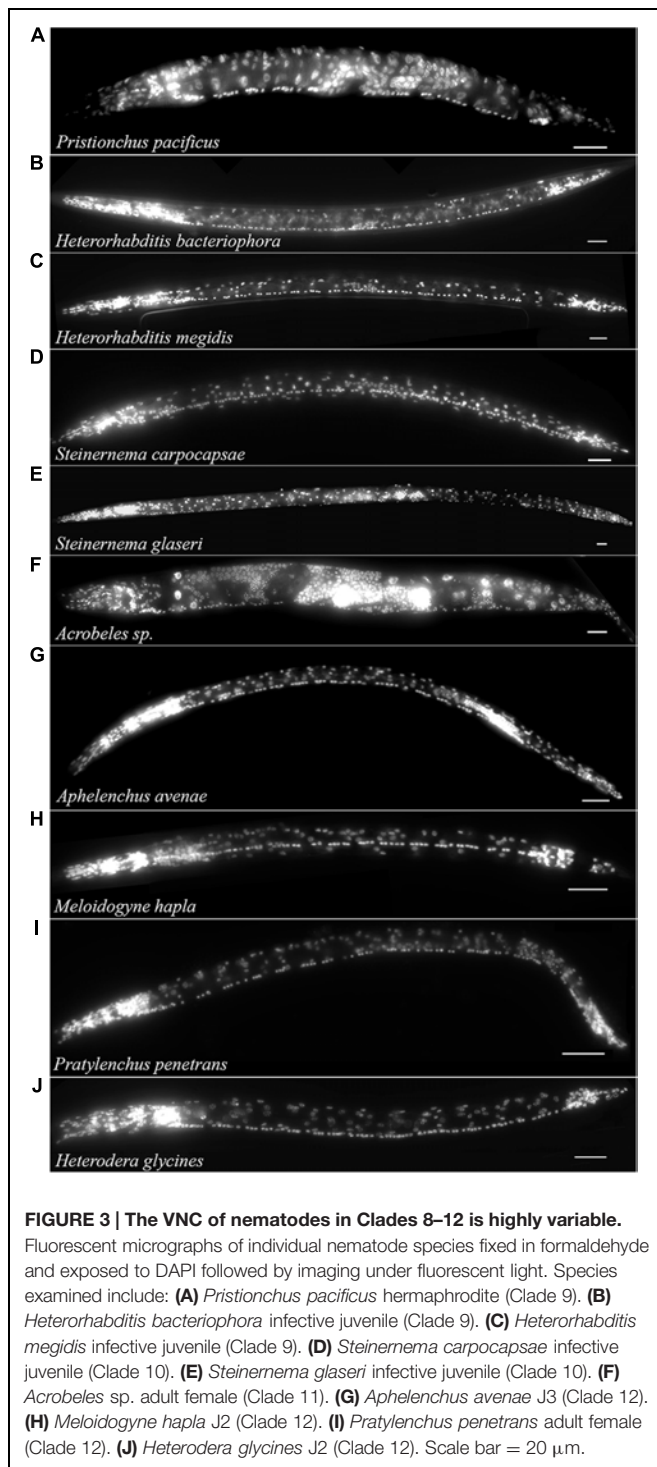 A
Pristionchus pacificus
B
Heterorhabditis bacteriophora
C
Heterorhabditis megidis
D
Steinernema carpocapsae
E
Steinernema glaseri
F
Acrobeles sp.
G
Aphelenchus avenae
H
Meloidogyne hapla
I
Pratylenchus penetrans
J
Heterodera glycines
FIGURE 3 | The VNC of nematodes in Clades 8–12 is highly variable.
Fluorescent micrographs of individual nematode species fixed in formaldehyde
and exposed to DAPI followed by imaging under fluorescent light. Species
examined include: (A) Pristionchus pacificus hermaphrodite (Clade 9). (B)
Heterorhabditis bacteriophora infective juvenile (Clade 9). (C) Heterorhabditis
megidis infective juvenile (Clade 9). (D) Steinernema carpocapsae infective
juvenile (Clade 10). (E) Steinernema glaseri infective juvenile (Clade 10). (F)
Acrobeles sp. adult female (Clade 11). (G) Aphelenchus avenae J3 (Clade 12).
(H) Meloidogyne hapla J2 (Clade 12). (I) Pratylenchus penetrans adult female
(Clade 12). (J) Heterodera glycines J2 (Clade 12). Scale bar = 20 μm.